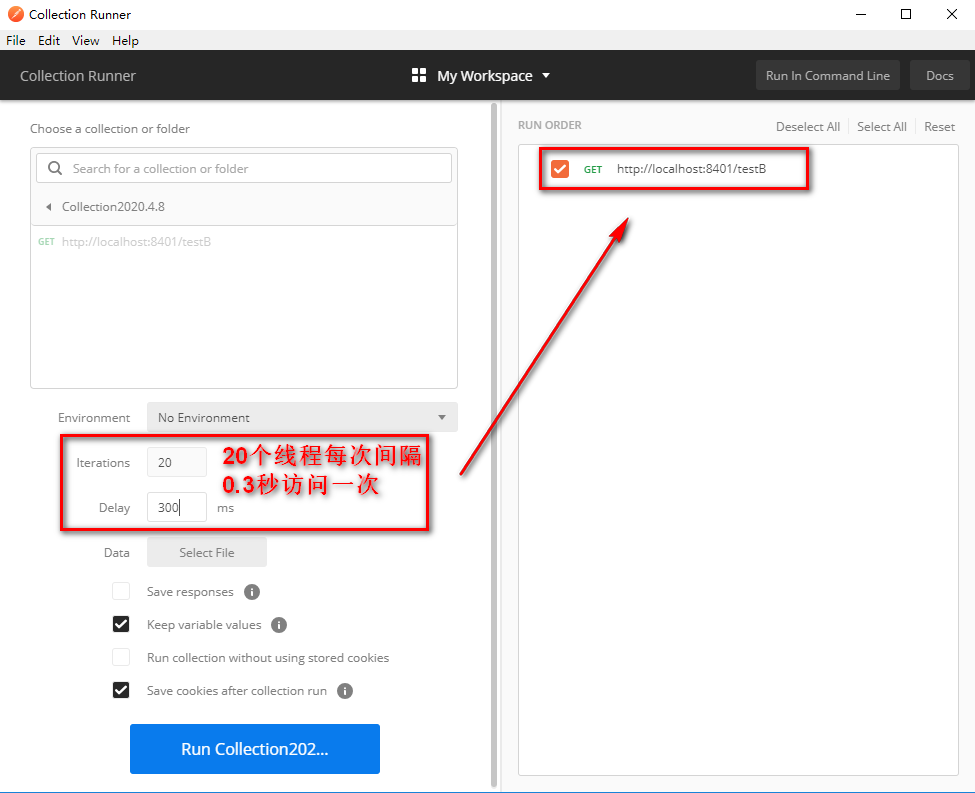 Collection Runner
File Edit View Help
Collection Runner
My Workspace
Run In Command Line
Docs
Choose a collection or folder
Search for a collection or folder
Collection2020.4.8
GET http://localhost:8401/testB
Environment No Environment
Iterations 20
20个线程每次间隔
0.3秒访问一次
Delay 300 ms
Data Select File
Save responses
Keep variable values
Run collection without using stored cookies
Save cookies after collection run
Run Collection202...
RUN ORDER
Deselect All Select All Reset
GET http://localhost:8401/testB